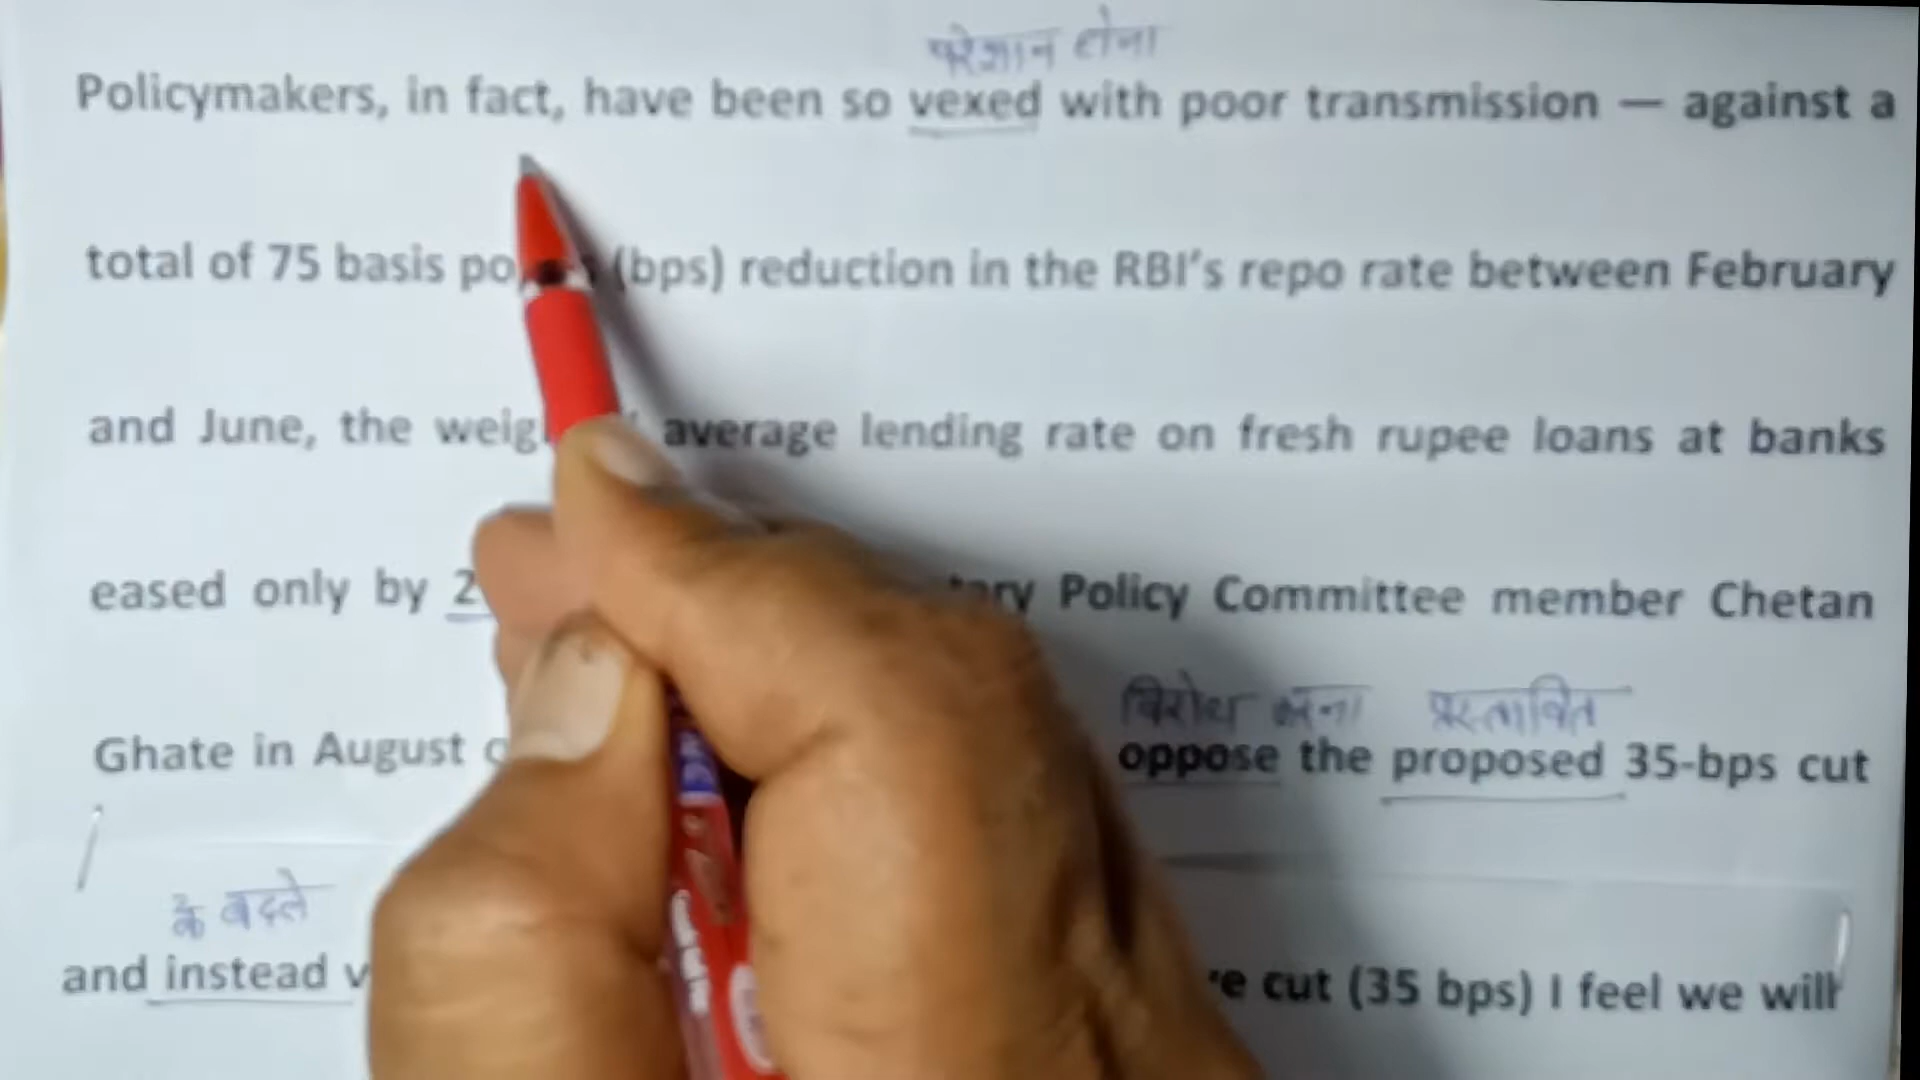 परेशान होना
Policymakers, in fact, have been so vexed with poor transmission — against a
total of 75 basis (bps) reduction in the RBI's repo rate between February
and June, the average lending rate on fresh rupee loans at banks
eased only by Policy Committee member Chetan
विरोध करना प्रस्तावित
Ghate in August oppose the proposed 35-bps cut
के बदले
and instead cut (35 bps) I feel we will